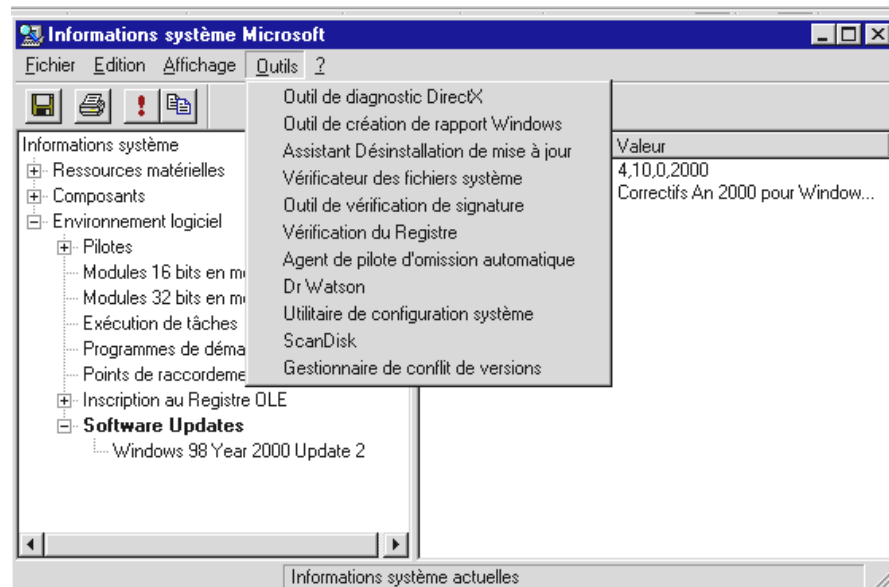 Informations système Microsoft
Fichier Edition Affichage Outils ?
Outil de diagnostic DirectX
Outil de création de rapport Windows
Assistant Désinstallation de mise à jour
Vérificateur des fichiers système
Outil de vérification de signature
Vérification du Registre
Agent de pilote d'omission automatique
Dr Watson
Utilitaire de configuration système
ScanDisk
Gestionnaire de conflit de versions
Informations système
Ressources matérielles
Composants
Environnement logiciel
Pilotes
Modules 16 bits en
Modules 32 bits en
Exécution de tâches
Programmes de déma
Points de raccordeme
Inscription au Registre OLE
Software Updates
Windows 98 Year 2000 Update 2
Valeur
4,10,0,2000
Correctifs An 2000 pour Window...
Informations système actuelles